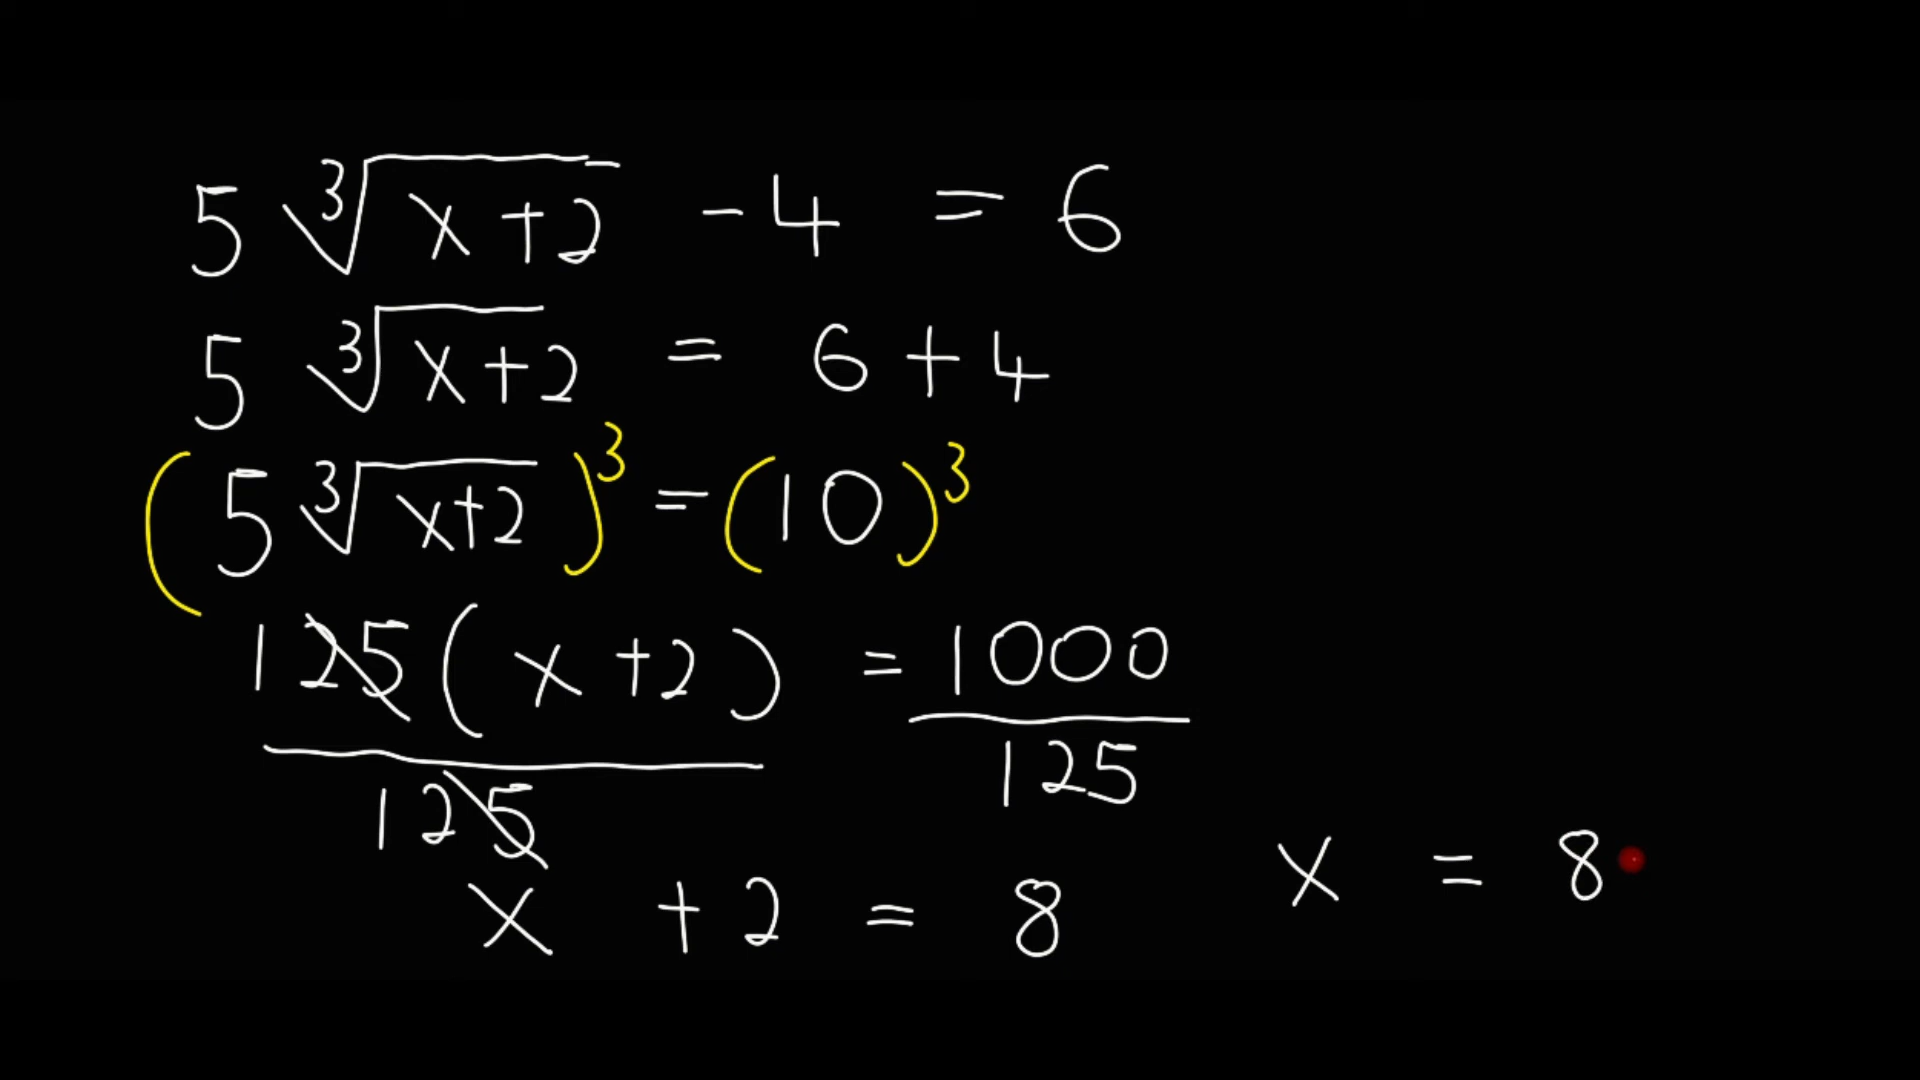 5 ∛(x+2) - 4 = 6
5 ∛(x+2) = 6 + 4
(5 ∛(x+2))³ = (10)³
125(x+2)/125 = 1000/125
x + 2 = 8
x = 8